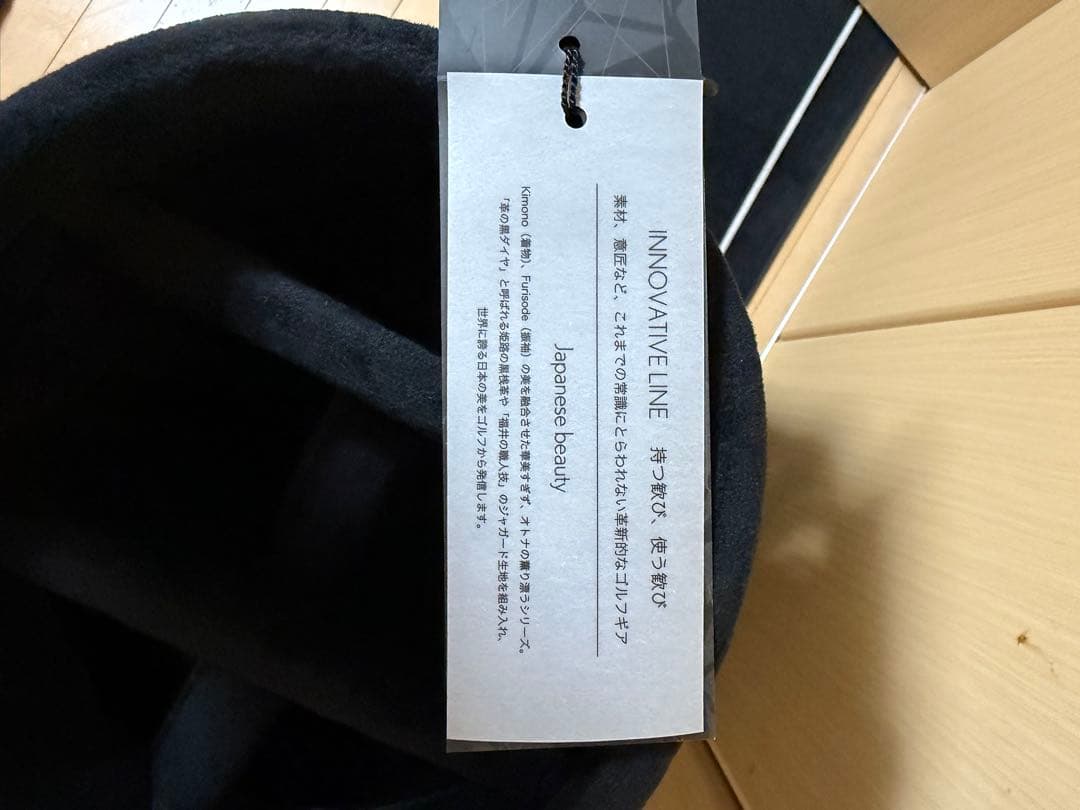 INNOVATIVE LINE 持つ歓び、使う歓び
素材、意匠など、これまでの常識にとらわれない革新的なゴルフギア
Japanese beauty
Kimono（着物）、Furisode（振袖）の美を融合させた華美すぎず、オトナの薫り漂うシリーズ。
「革の黒ダイヤ」と呼ばれる姫路の黒桟革や「福井の職人技」のジャガード生地を組み入れ、
世界に誇る日本の美をゴルフから発信します。